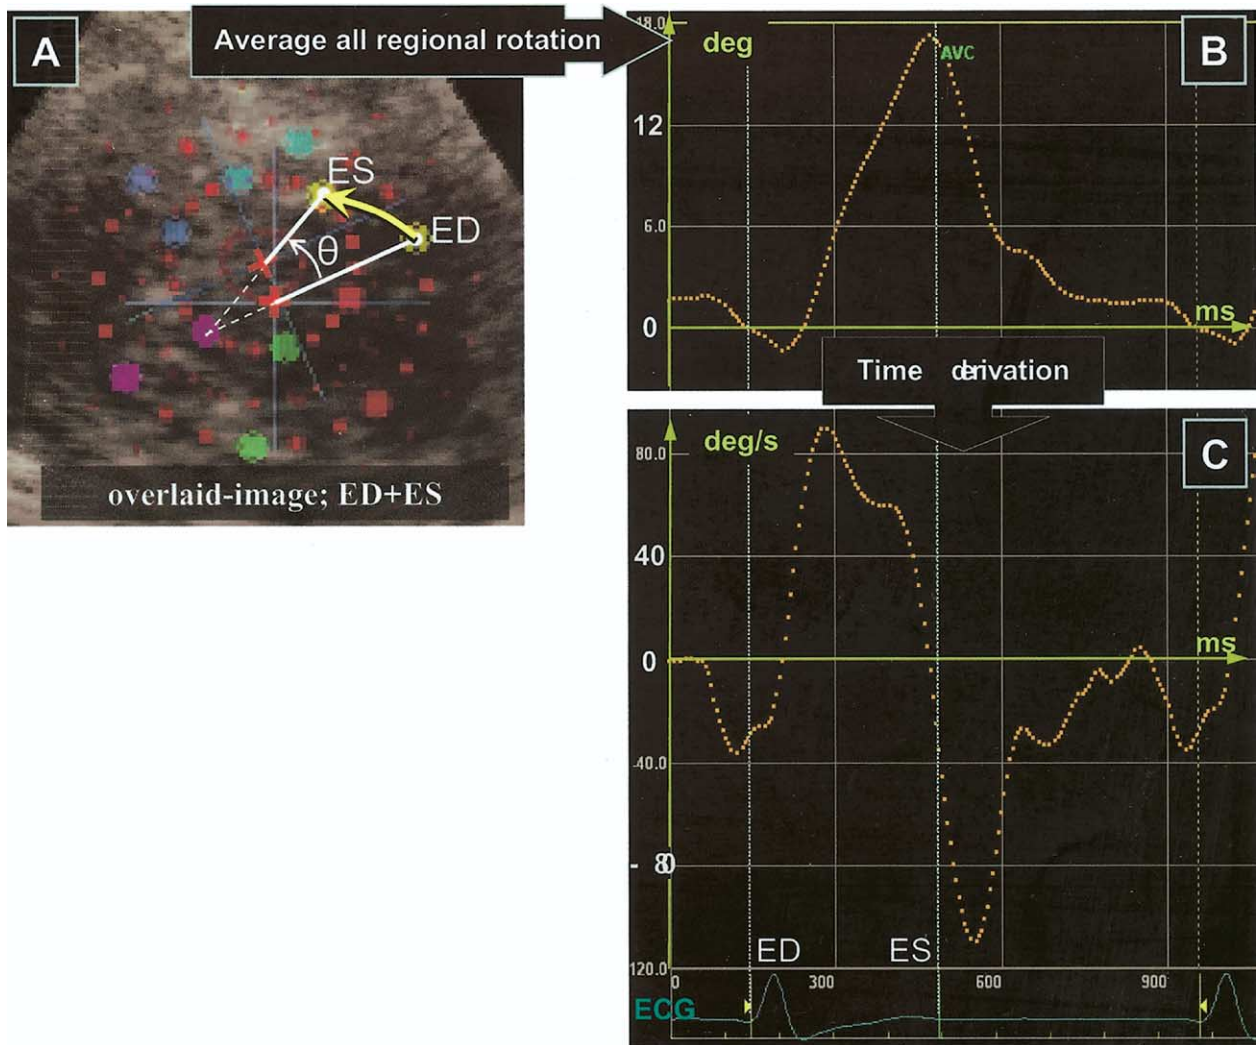 A
Average all regional rotation
ES
ED
θ
overlaid-image; ED+ES
B
18.0
deg
AVC
12
6.0
0
ms
Time derivation
C
deg/s
80.0
40
0
ms
-40.0
- 80
ED
ES
120.0
0
300
600
900
ECG